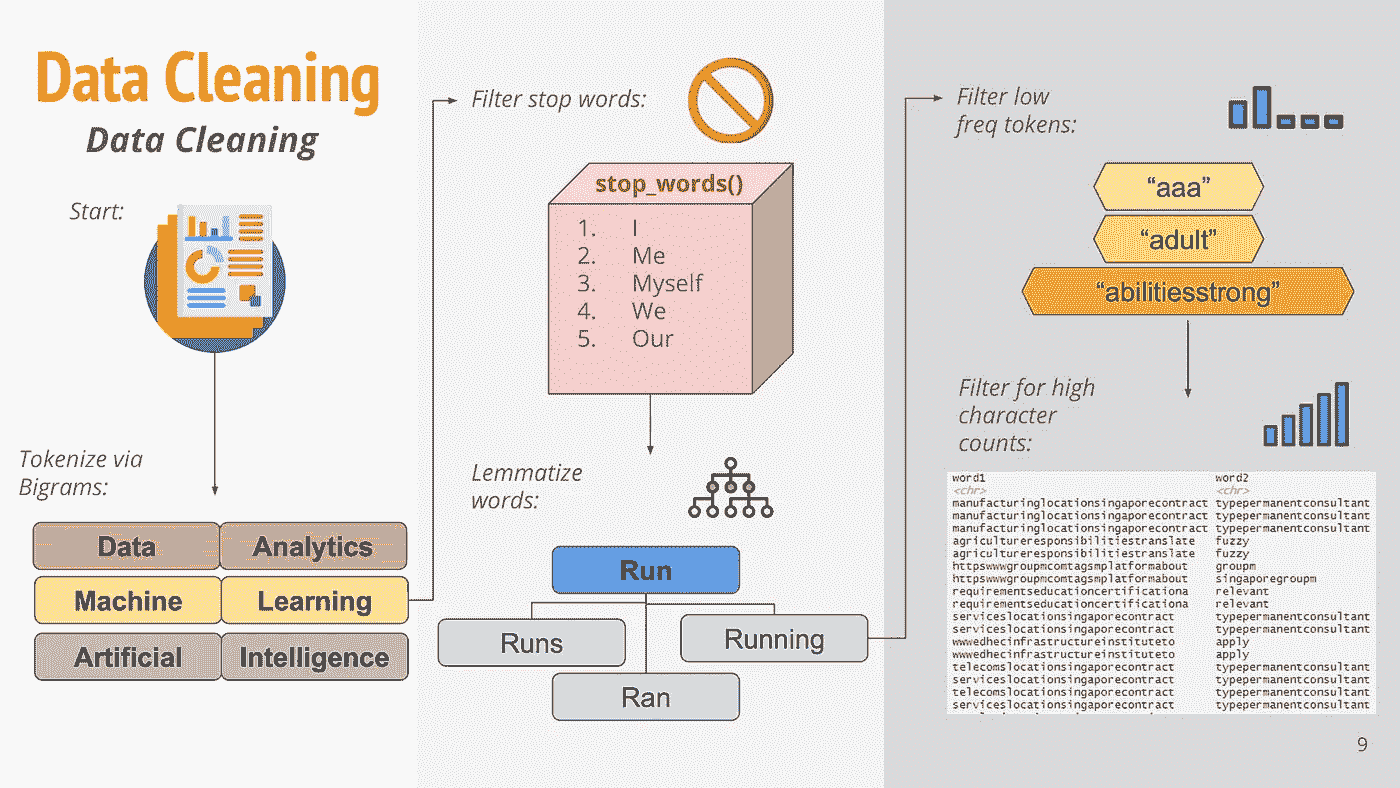 Data Cleaning
Data Cleaning
Start:
Tokenize via
Bigrams:
Data Analytics
Machine Learning
Artificial Intelligence
Filter stop words:
stop_words()
1. I
2. Me
3. Myself
4. We
5. Our
Lemmatize
words:
Run
Runs
Running
Ran
Filter low
freq tokens:
“aaa”
“adult”
“abilitiesstrong”
Filter for high
character
counts:
word1 word2
<chr> <chr>
manufacturinglocationsingaporecontract typepermanentconsultant
manufacturinglocationsingaporecontract typepermanentconsultant
manufacturinglocationsingaporecontract typepermanentconsultant
agricultureresponsibilitiestranslate fuzzy
agricultureresponsibilitiestranslate fuzzy
httpswwwgroupmcomtagsmplatformabout groupm
httpswwwgroupmcomtagsmplatformabout singaporegroupm
requirementseducationcertificationa relevant
requirementseducationcertificationa relevant
serviceslocationsingaporecontract typepermanentconsultant
serviceslocationsingaporecontract typepermanentconsultant
wwwedhecinfrastructureinstituteto apply
wwwedhecinfrastructureinstituteto apply
telecomslocationsingaporecontract typepermanentconsultant
serviceslocationsingaporecontract typepermanentconsultant
telecomslocationsingaporecontract typepermanentconsultant
serviceslocationsingaporecontract typepermanentconsultant
9